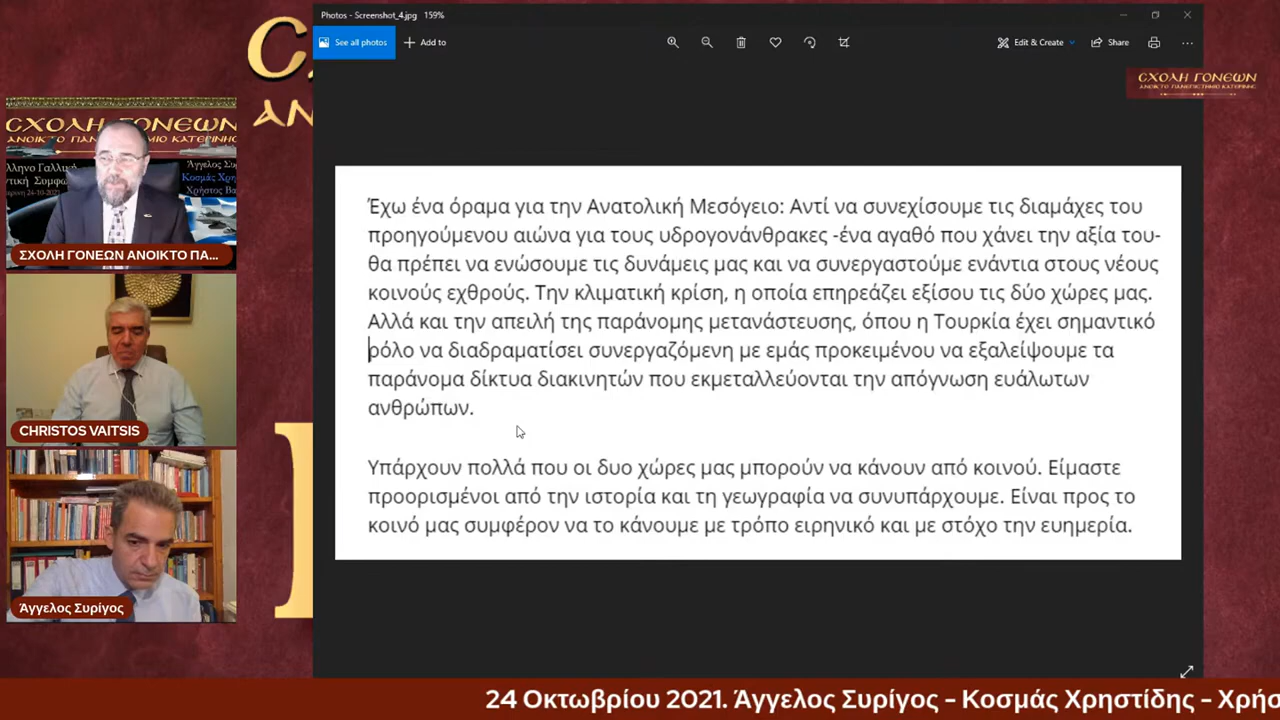 Photos - Screenshot_4.jpg 159%
See all photos
Add to
Edit & Create
Share
ΣΧΟΛΗ ΓΟΝΕΩΝ
ΑΝΟΙΚΤΟ ΠΑΝΕΠΙΣΤΗΜΙΟ ΚΑΤΕΡΙΝΗΣ
Έχω ένα όραμα για την Ανατολική Μεσόγειο: Αντί να συνεχίσουμε τις διαμάχες του
προηγούμενου αιώνα για τους υδρογονάνθρακες -ένα αγαθό που χάνει την αξία του-
θα πρέπει να ενώσουμε τις δυνάμεις μας και να συνεργαστούμε ενάντια στους νέους
κοινούς εχθρούς. Την κλιματική κρίση, η οποία επηρεάζει εξίσου τις δύο χώρες μας.
Αλλά και την απειλή της παράνομης μετανάστευσης, όπου η Τουρκία έχει σημαντικό
ρόλο να διαδραματίσει συνεργαζόμενη με εμάς προκειμένου να εξαλείψουμε τα
παράνομα δίκτυα διακινητών που εκμεταλλεύονται την απόγνωση ευάλωτων
ανθρώπων.
Υπάρχουν πολλά που οι δυο χώρες μας μπορούν να κάνουν από κοινού. Είμαστε
προορισμένοι από την ιστορία και τη γεωγραφία να συνυπάρχουμε. Είναι προς το
κοινό μας συμφέρον να το κάνουμε με τρόπο ειρηνικό και με στόχο την ευημερία.
ΣΧΟΛΗ ΓΟΝΕΩΝ
ΑΝΟΙΚΤΟ ΠΑΝΕΠΙΣΤΗΜΙΟ ΚΑΤΕΡΙΝΗΣ
ΣΧΟΛΗ ΓΟΝΕΩΝ ΑΝΟΙΚΤΟ ΠΑ...
CHRISTOS VAITSIS
Άγγελος Συρίγος
24 Οκτωβρίου 2021. Άγγελος Συρίγος – Κοσμάς Χρηστίδης – Χρήσ